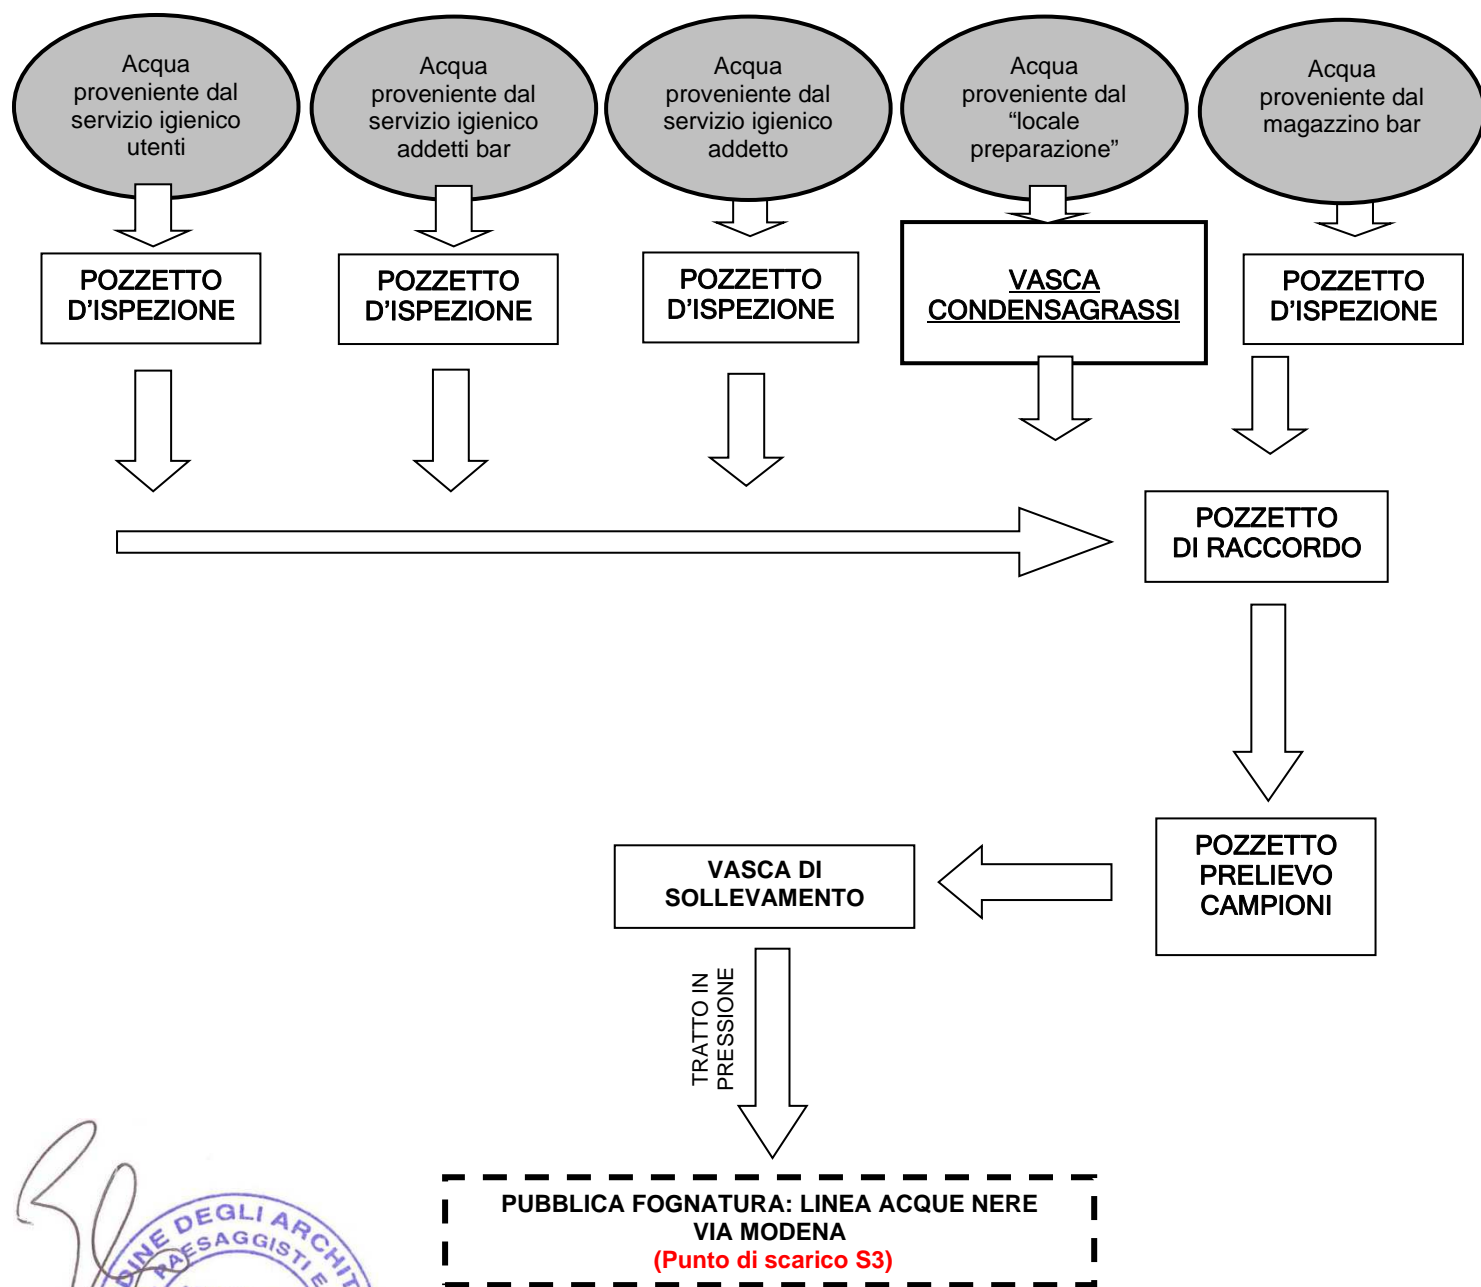 Acqua
proveniente dal
servizio igienico
utenti
Acqua
proveniente dal
servizio igienico
addetti bar
Acqua
proveniente dal
servizio igienico
addetto
Acqua
proveniente dal
“locale
preparazione”
Acqua
proveniente dal
magazzino bar
POZZETTO
D'ISPEZIONE
POZZETTO
D'ISPEZIONE
POZZETTO
D'ISPEZIONE
VASCA
CONDENSAGRASSI
POZZETTO
D'ISPEZIONE
POZZETTO
DI RACCORDO
POZZETTO
PRELIEVO
CAMPIONI
VASCA DI
SOLLEVAMENTO
TRATTO IN
PRESSIONE
PUBBLICA FOGNATURA: LINEA ACQUE NERE
VIA MODENA
(Punto di scarico S3)
DEGLI